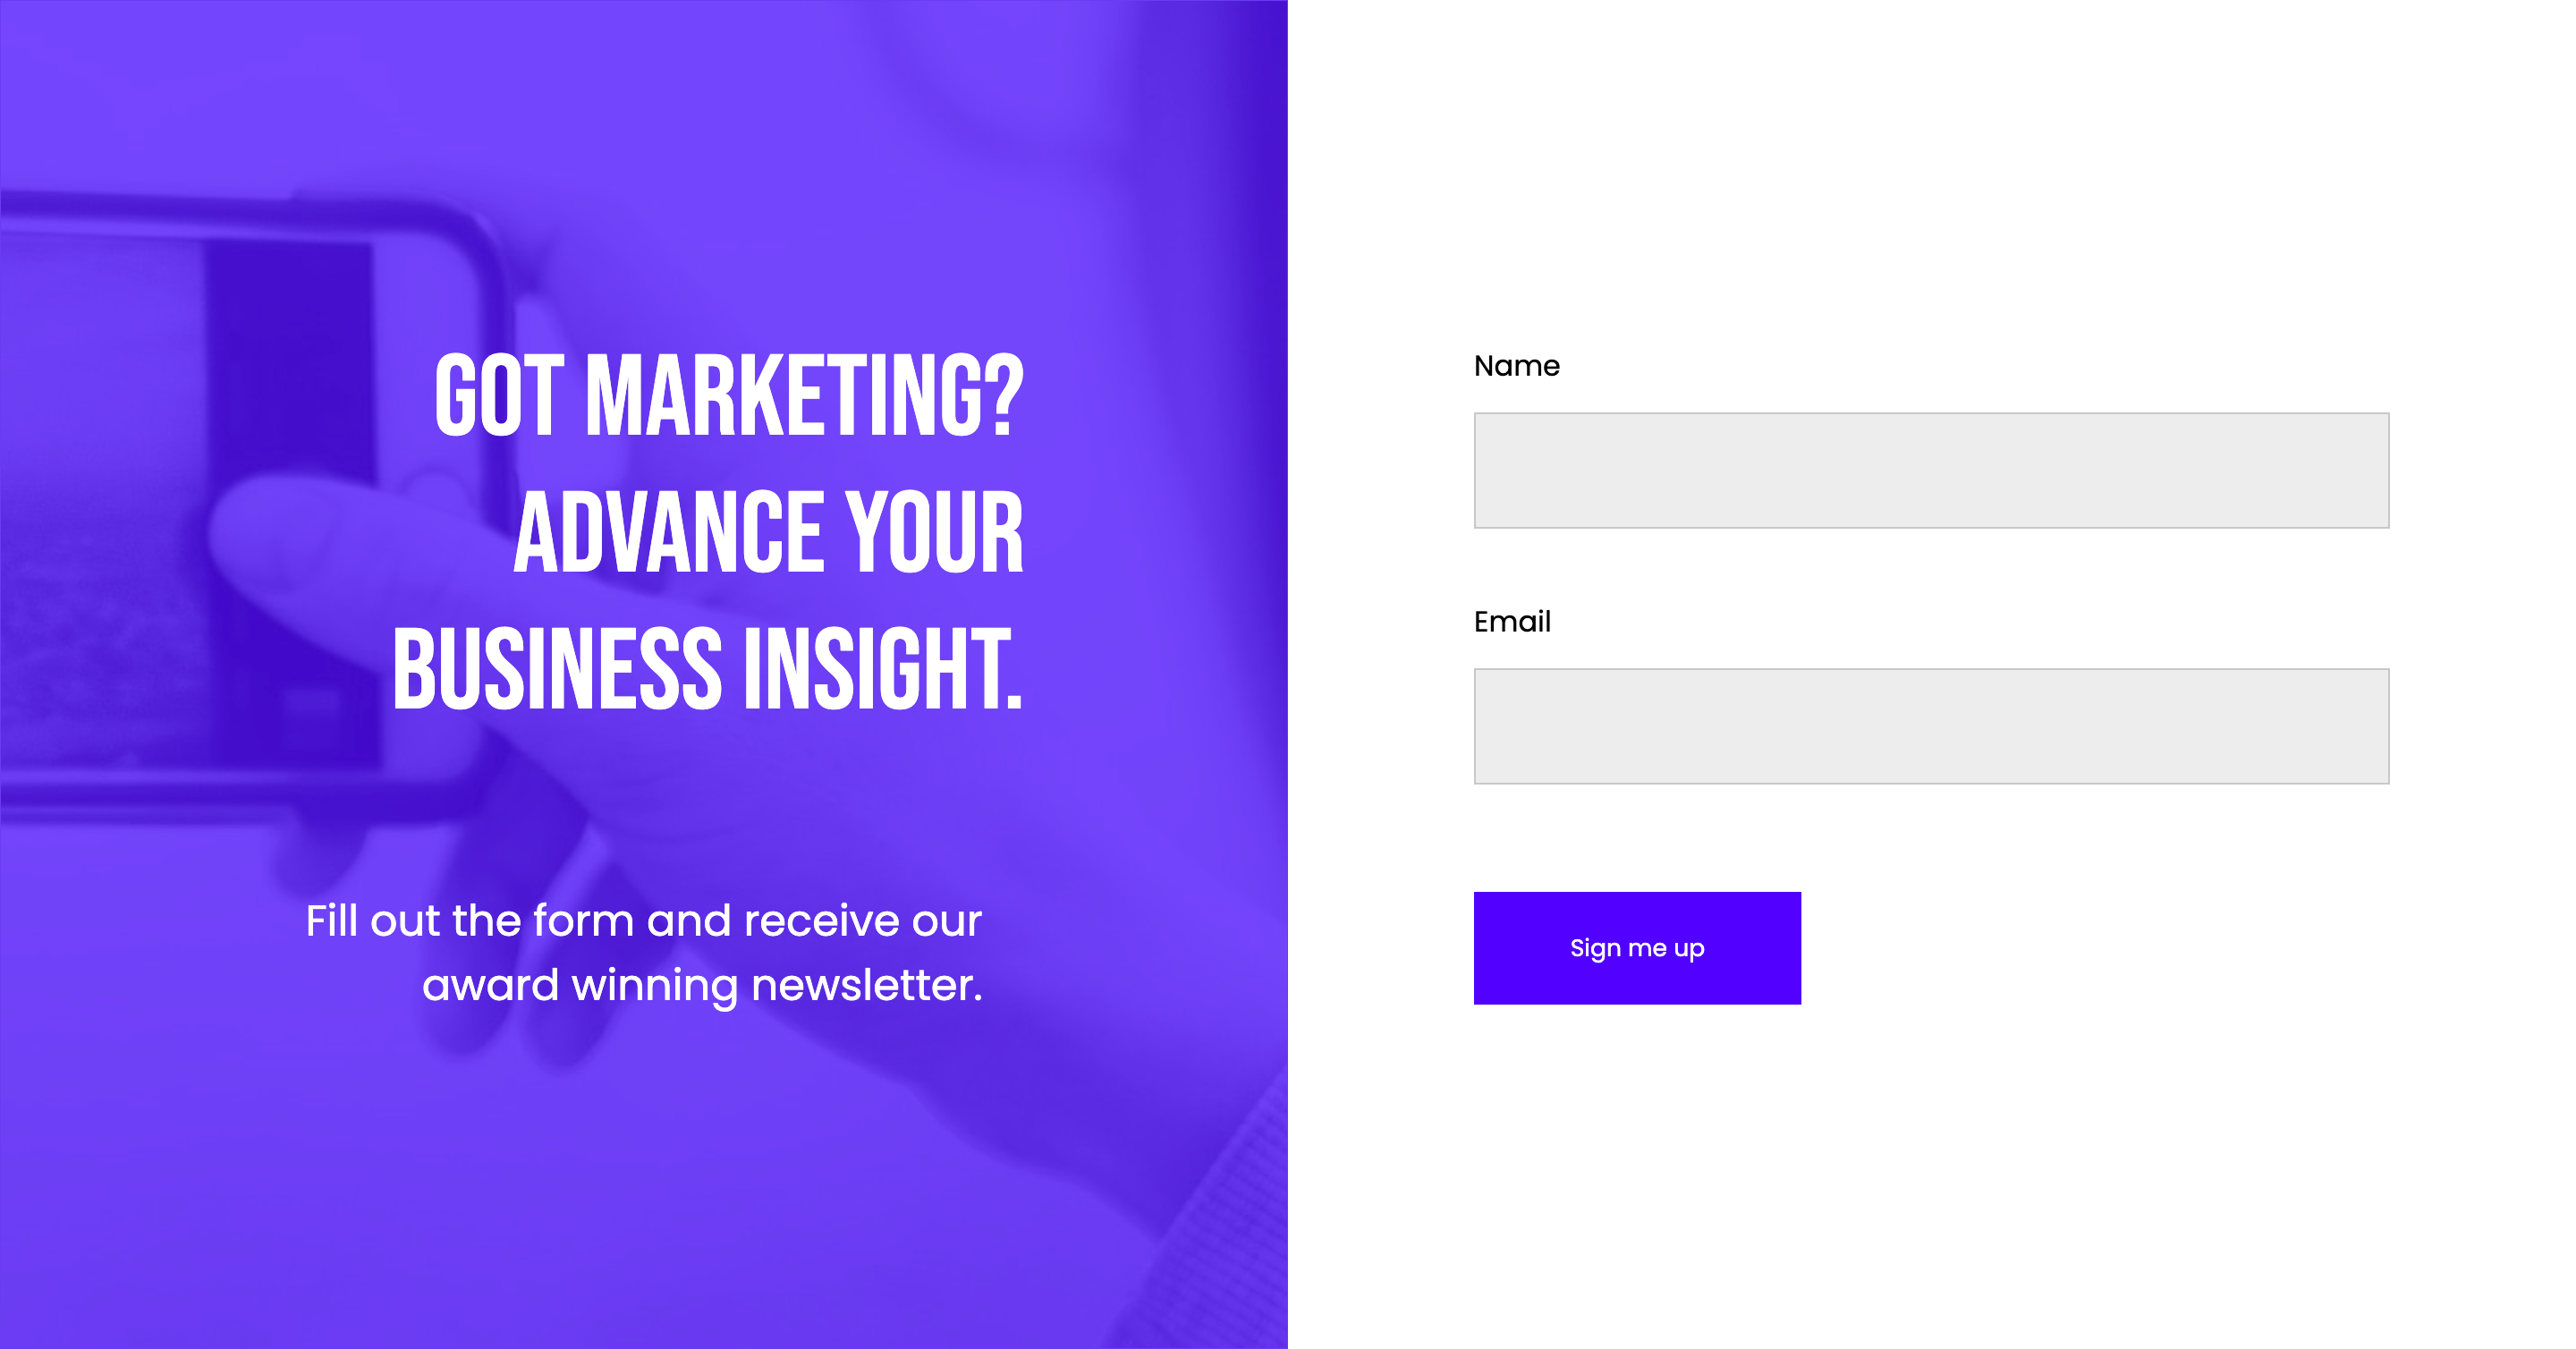 GOT MARKETING?
ADVANCE YOUR
BUSINESS INSIGHT.
Fill out the form and receive our
award winning newsletter.
Name
Email
Sign me up